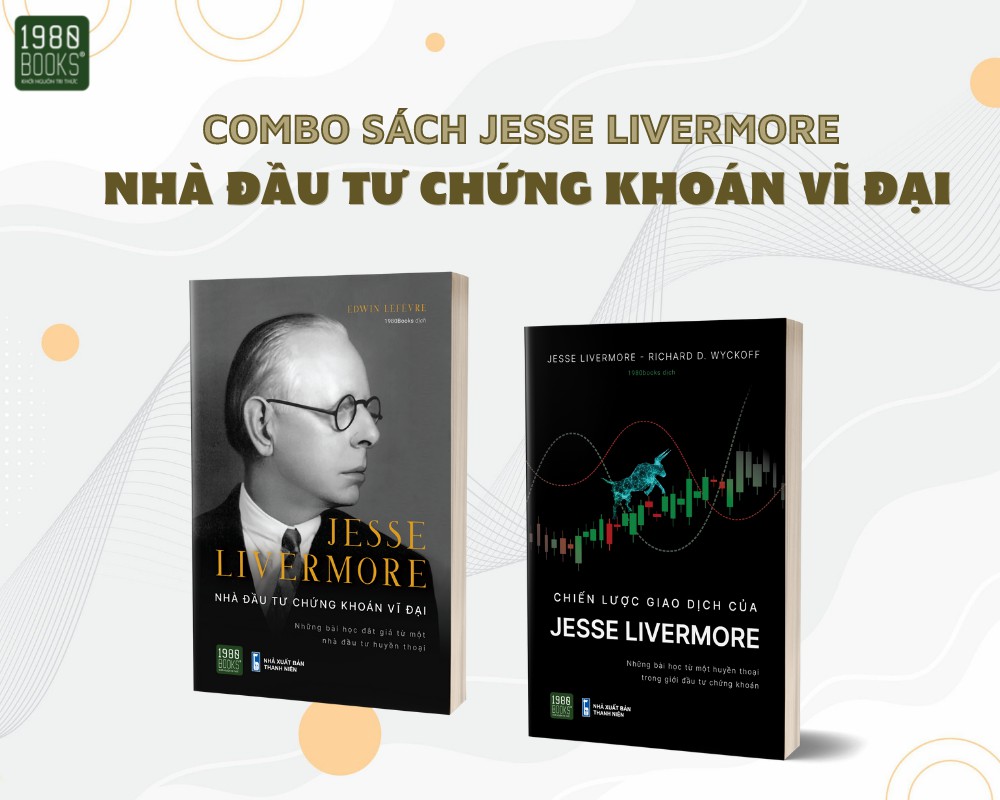 1980
BOOKS®
KHƠI NGUỒN TRI THỨC
COMBO SÁCH JESSE LIVERMORE
NHÀ ĐẦU TƯ CHỨNG KHOÁN VĨ ĐẠI
EDWIN LEFEVRE
1980Books dịch
JESSE
LIVERMORE
NHÀ ĐẦU TƯ CHỨNG KHOÁN VĨ ĐẠI
Những bài học đắt giá từ một
nhà đầu tư huyền thoại
1980
BOOKS
NHÀ XUẤT BẢN
THANH NIÊN
JESSE LIVERMORE - RICHARD D. WYCKOFF
1980books dịch
CHIẾN LƯỢC GIAO DỊCH CỦA
JESSE LIVERMORE
Những bài học từ một huyền thoại
trong giới đầu tư chứng khoán
1980
BOOKS
NHÀ XUẤT BẢN
THANH NIÊN